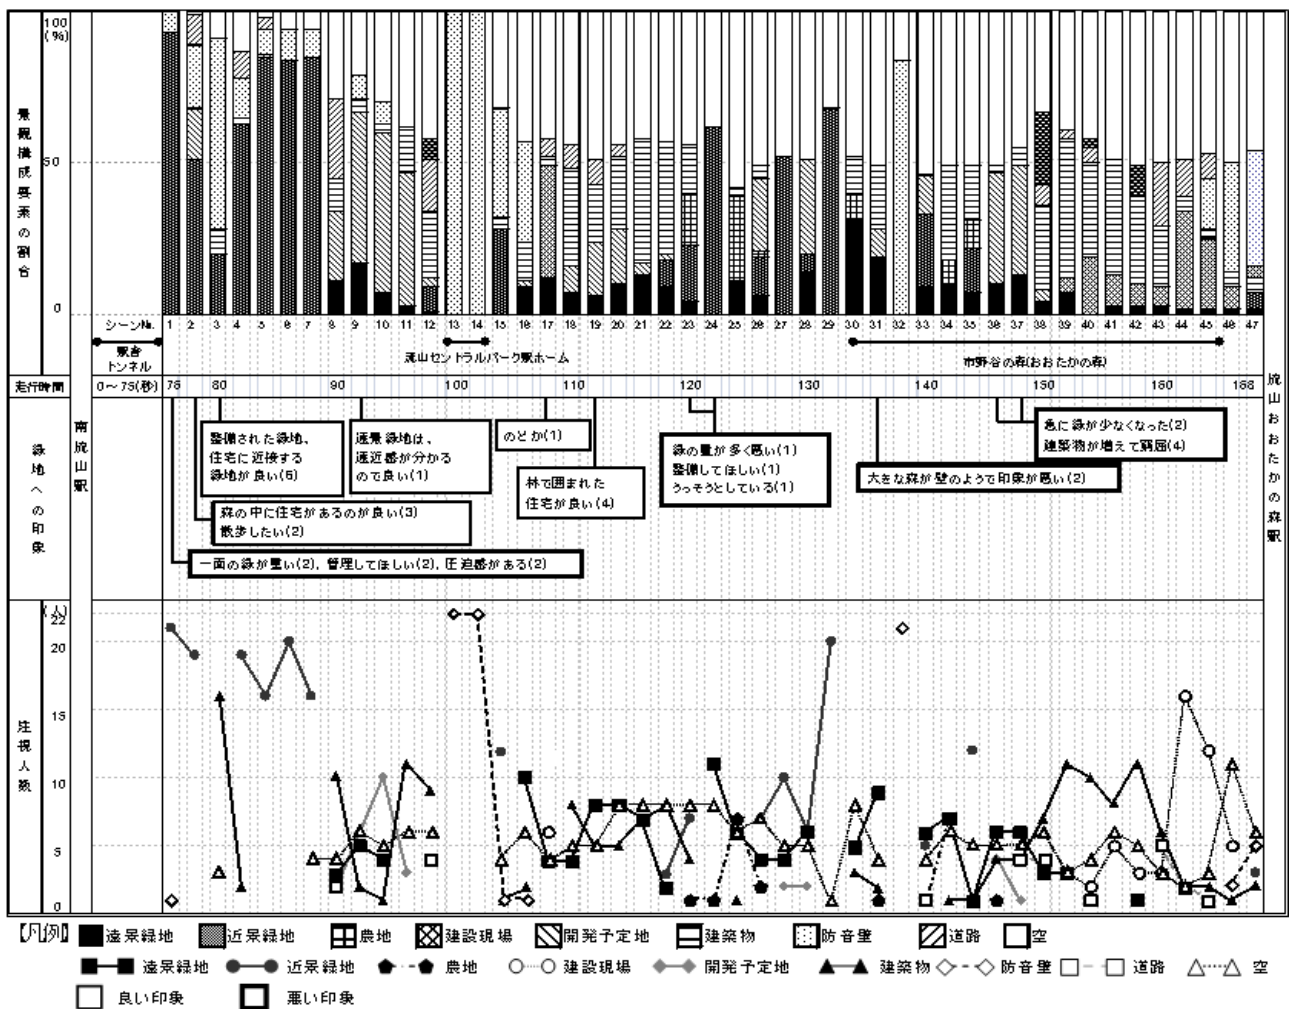 景観構成要素の割合
100
(%)
50
0
シーンNo.
1 2 3 4 5 6 7 8 9 10 11 12 13 14 15 16 17 18 19 20 21 22 23 24 25 26 27 28 29 30 31 32 33 34 35 36 37 38 39 40 41 42 43 44 45 46 47
駅舎
トンネル
流山セントラルパーク駅ホーム
市野谷の森(おおたかの森)
走行時間
0～75(秒)
76 80 90 100 110 120 130 140 150 160 168
緑地への印象
南流山駅
流山おおたかの森駅
整備された緑地、
住宅に近接する
緑地が良い(6)
遠景緑地は、
遠近感が分かる
ので良い(1)
のどか(1)
林で囲まれた
住宅が良い(4)
緑の量が多く悪い(1)
整備してほしい(1)
うっそうとしている(1)
大きな森が壁のようで印象が悪い(2)
急に緑が少なくなった(2)
建築物が増えて窮屈(4)
森の中に住宅があるのが良い(3)
散歩したい(2)
一面の緑が重い(2), 管理してほしい(2), 圧迫感がある(2)
注視人数
(人)
22
20
15
10
5
0
【凡例】 遠景緑地 近景緑地 農地 建設現場 開発予定地 建築物 防音壁 道路 空
遠景緑地 近景緑地 農地 建設現場 開発予定地 建築物 防音壁 道路 空
良い印象 悪い印象